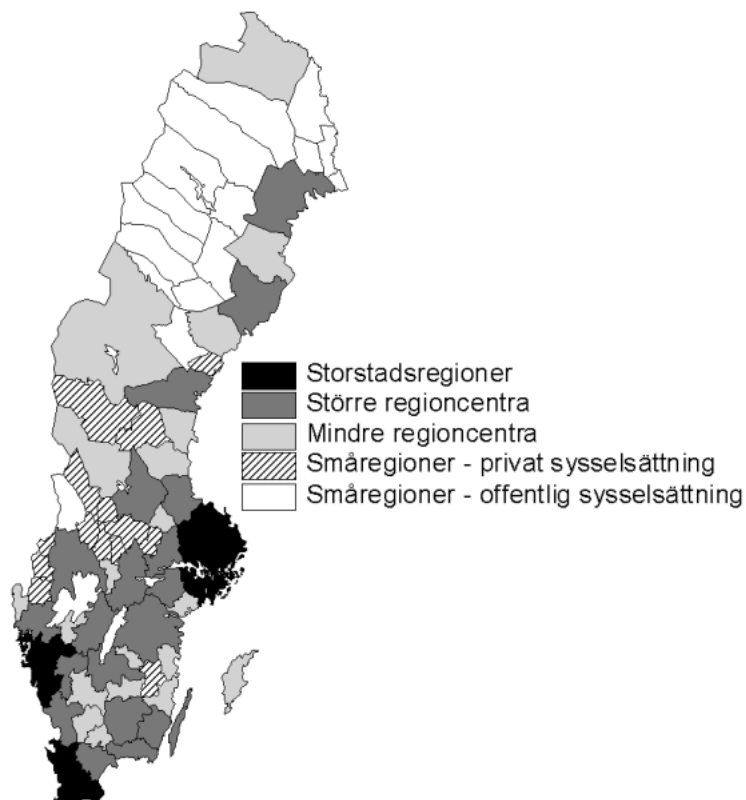 Storstadsregioner
Större regioncentra
Mindre regioncentra
Småregioner - privat sysselsättning
Småregioner - offentlig sysselsättning